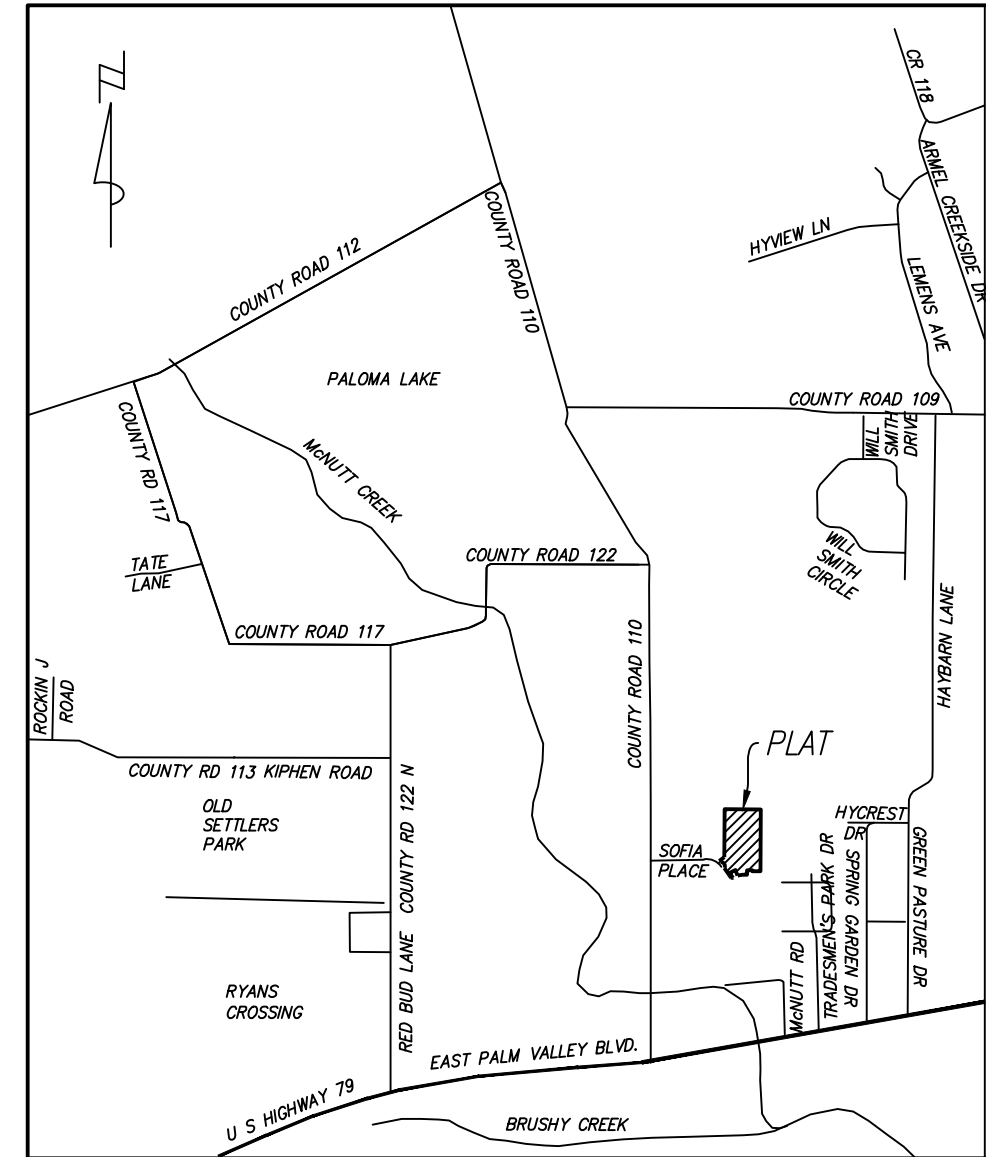 N
CR 118
ARMEL CREEKSIDE DR
HYVIEW LN
LEMENS AVE
COUNTY ROAD 112
COUNTY ROAD 110
PALOMA LAKE
COUNTY ROAD 109
WILL
SMITH
DRIVE
COUNTY RD 117
McNUTT CREEK
TATE
LANE
COUNTY ROAD 122
WILL
SMITH
CIRCLE
COUNTY ROAD 117
COUNTY ROAD 110
HAYBARN LANE
ROCKIN J
ROAD
PLAT
COUNTY RD 113 KIPHEN ROAD
OLD
SETTLERS
PARK
COUNTY RD 122 N
RED BUD LANE
SOFIA
PLACE
HYCREST
DR
McNUTT RD
TRADESMEN'S PARK DR
SPRING GARDEN DR
GREEN PASTURE DR
RYANS
CROSSING
EAST PALM VALLEY BLVD.
U S HIGHWAY 79
BRUSHY CREEK